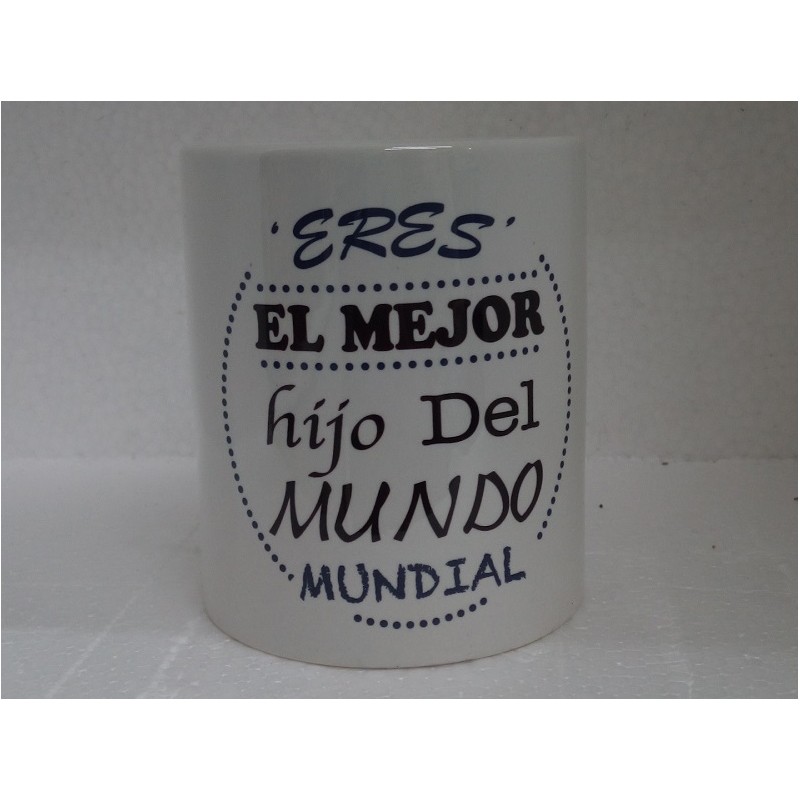 'ERES'
EL MEJOR
hijo Del
MUNDO
MUNDIAL